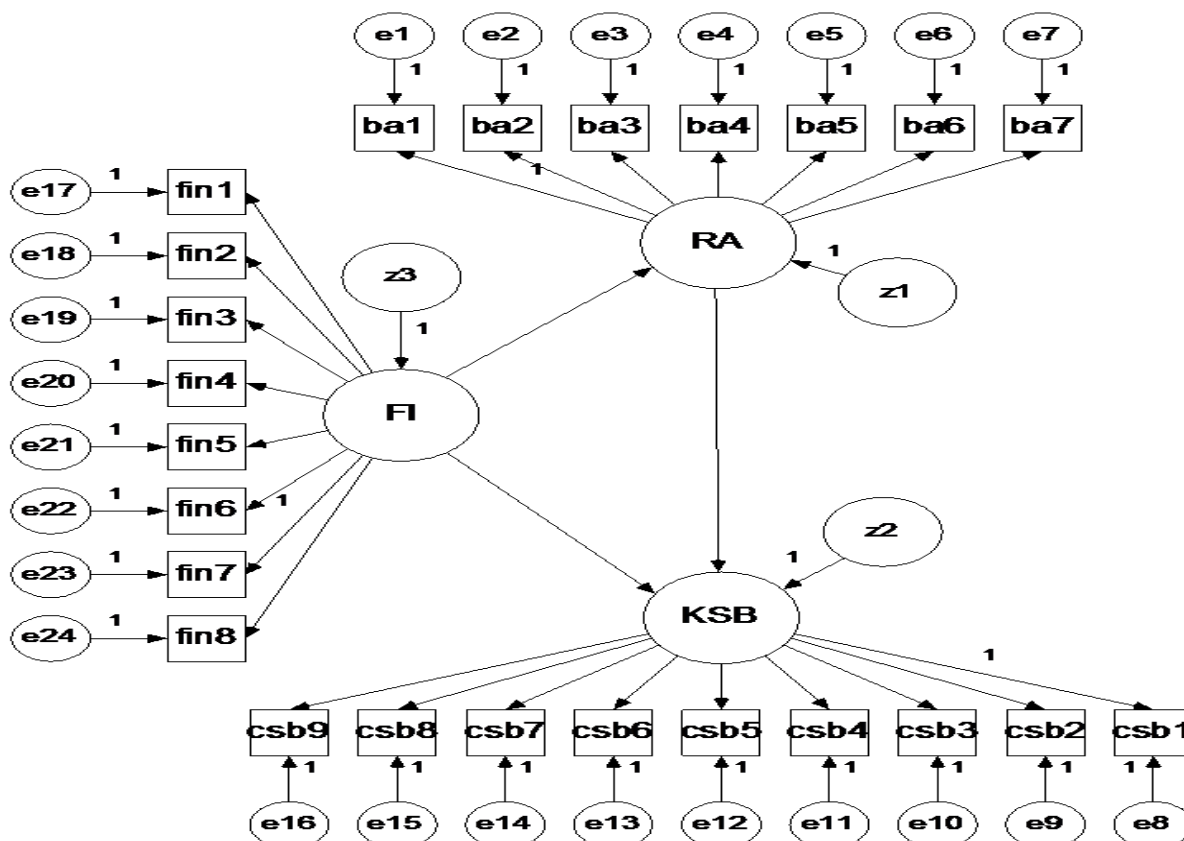 e1 e2 e3 e4 e5 e6 e7
1 1 1 1 1 1 1
ba1 ba2 ba3 ba4 ba5 ba6 ba7
1
e17 1 fin1
RA
e18 1 fin2
z3
1
z1
e19 1 fin3
1
e20 1 fin4
FI
e21 1 fin5
e22 1 fin6 1
z2
e23 1 fin7
1
KSB
e24 1 fin8
1
csb9 csb8 csb7 csb6 csb5 csb4 csb3 csb2 csb1
1 1 1 1 1 1 1 1 1
e16 e15 e14 e13 e12 e11 e10 e9 e8